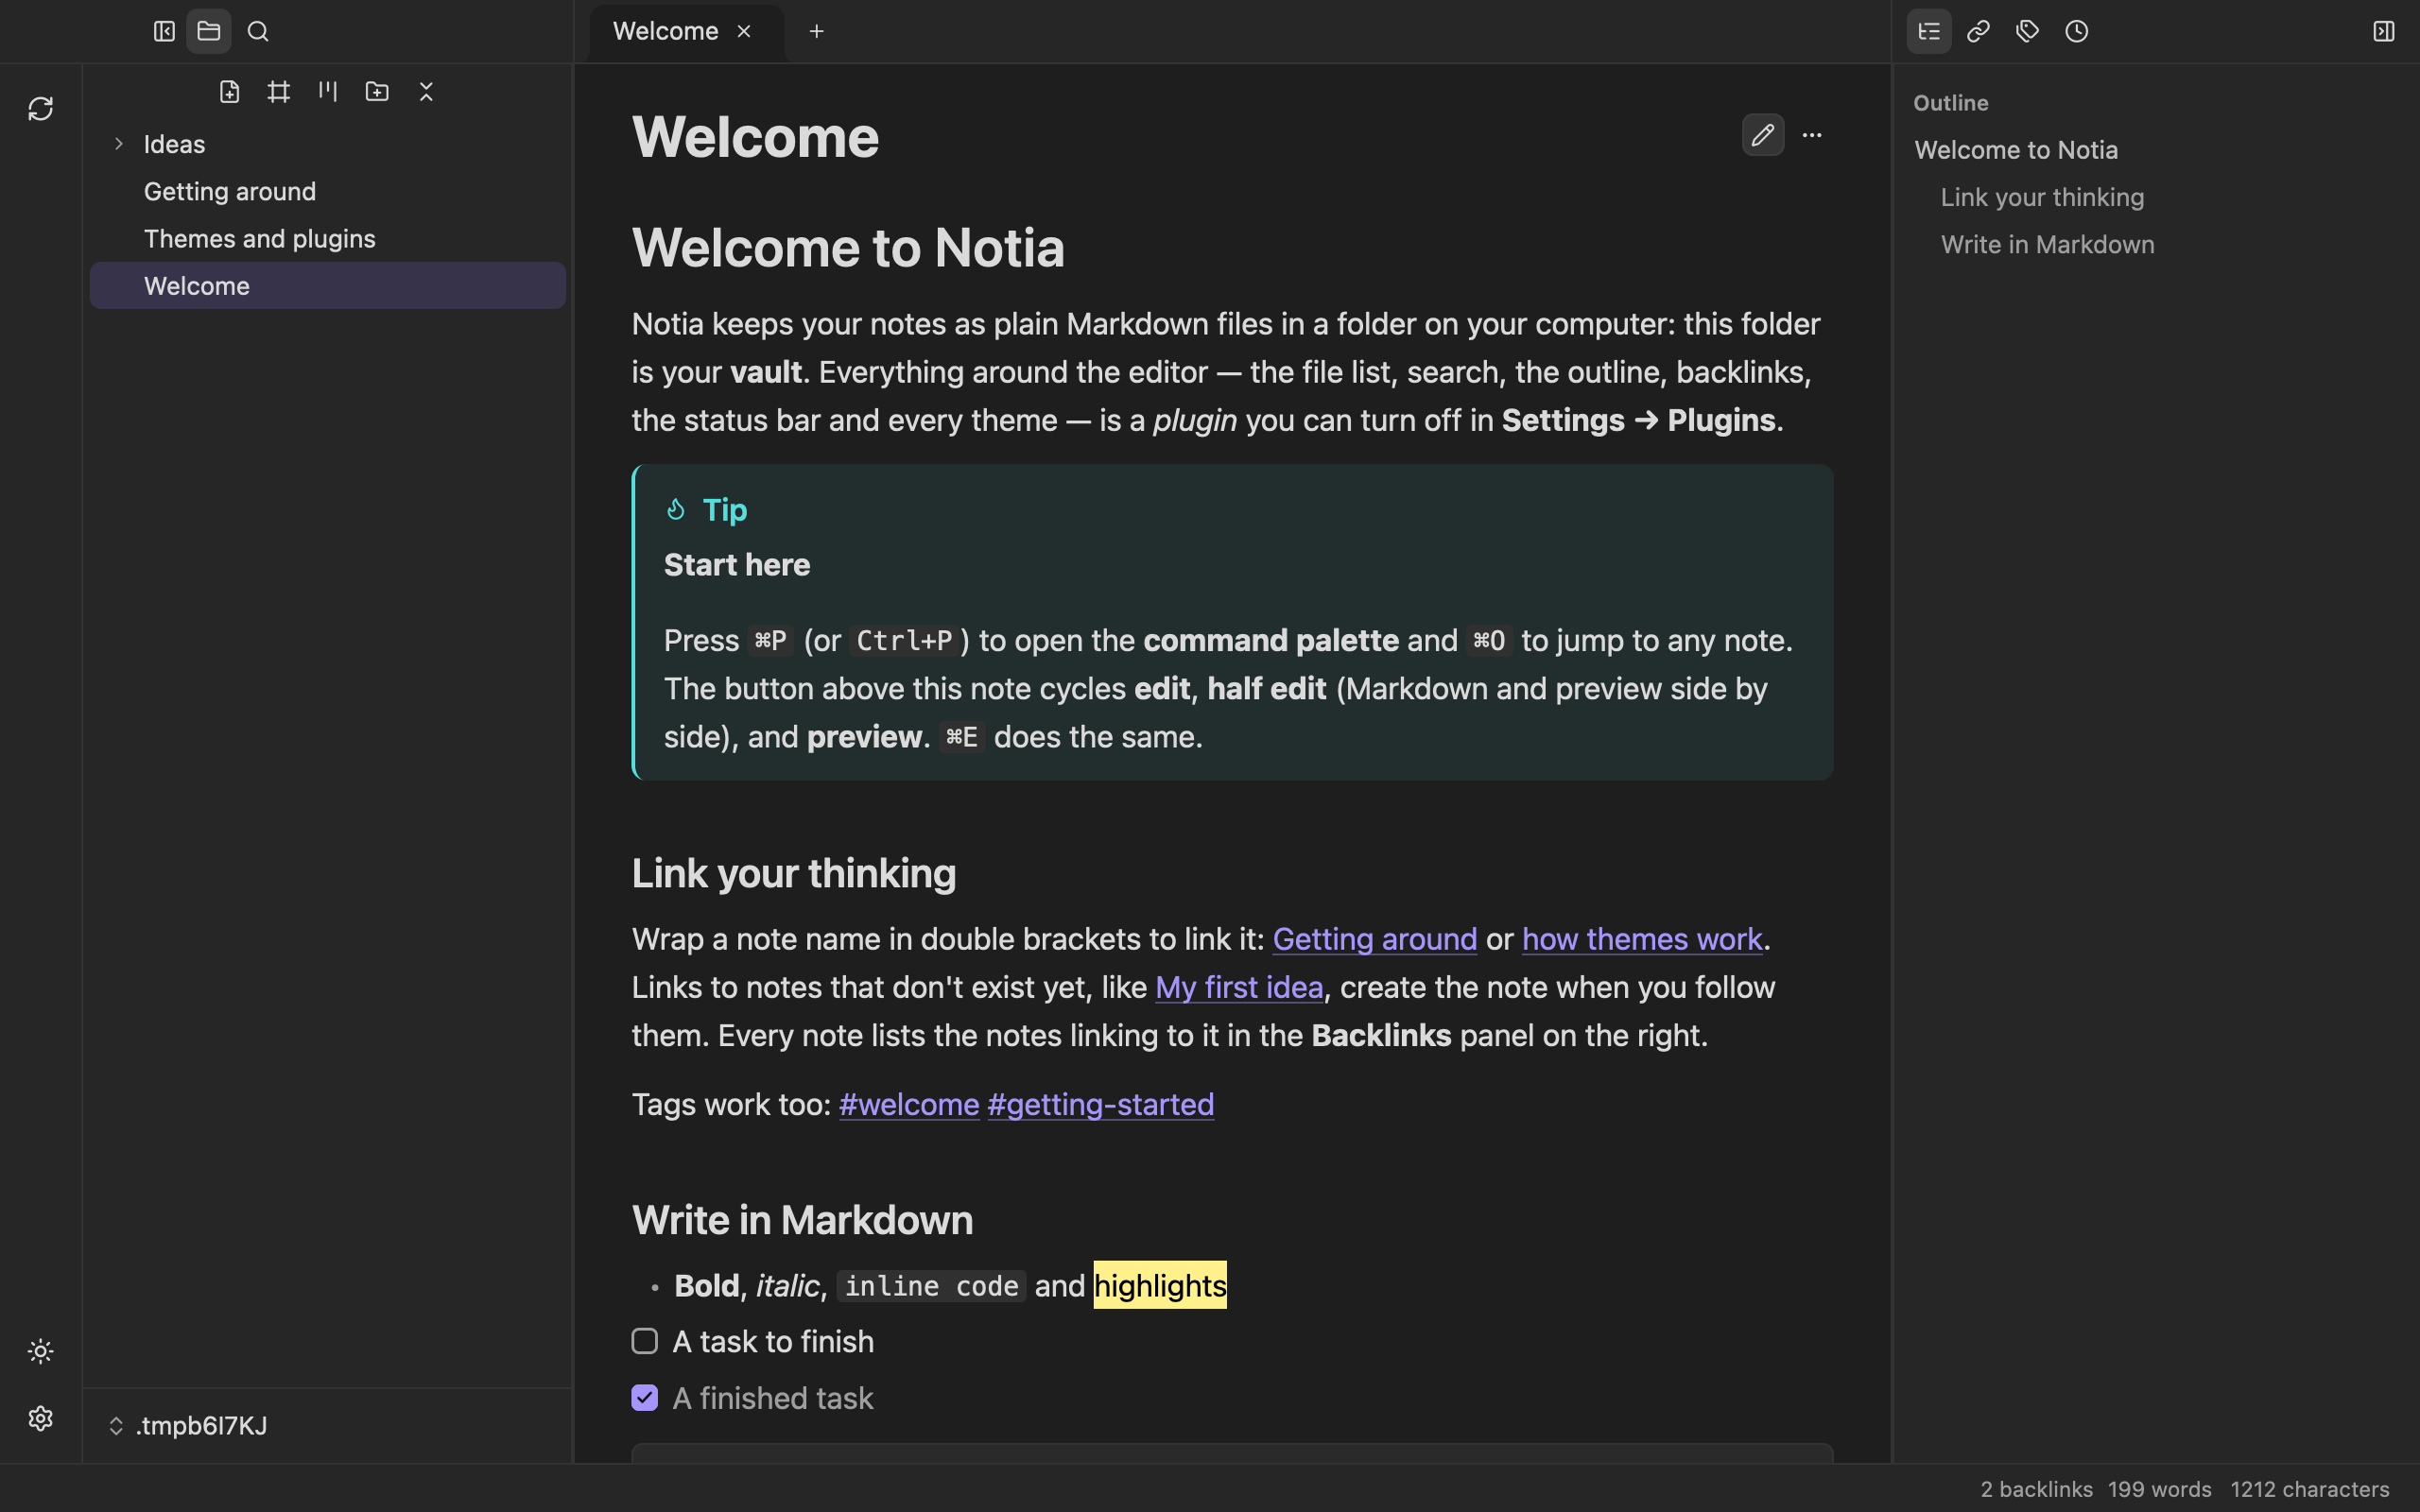 Welcome
Ideas
Getting around
Themes and plugins
Welcome
.tmpb6I7KJ
Welcome
Welcome to Notia
Notia keeps your notes as plain Markdown files in a folder on your computer: this folder
is your vault. Everything around the editor — the file list, search, the outline, backlinks,
the status bar and every theme — is a plugin you can turn off in Settings → Plugins.
Tip
Start here
Press ⌘P (or Ctrl+P) to open the command palette and ⌘O to jump to any note.
The button above this note cycles edit, half edit (Markdown and preview side by
side), and preview. ⌘E does the same.
Link your thinking
Wrap a note name in double brackets to link it: Getting around or how themes work.
Links to notes that don't exist yet, like My first idea, create the note when you follow
them. Every note lists the notes linking to it in the Backlinks panel on the right.
Tags work too: #welcome #getting-started
Write in Markdown
• Bold, italic, inline code and highlights
A task to finish
A finished task
Outline
Welcome to Notia
Link your thinking
Write in Markdown
2 backlinks 199 words 1212 characters